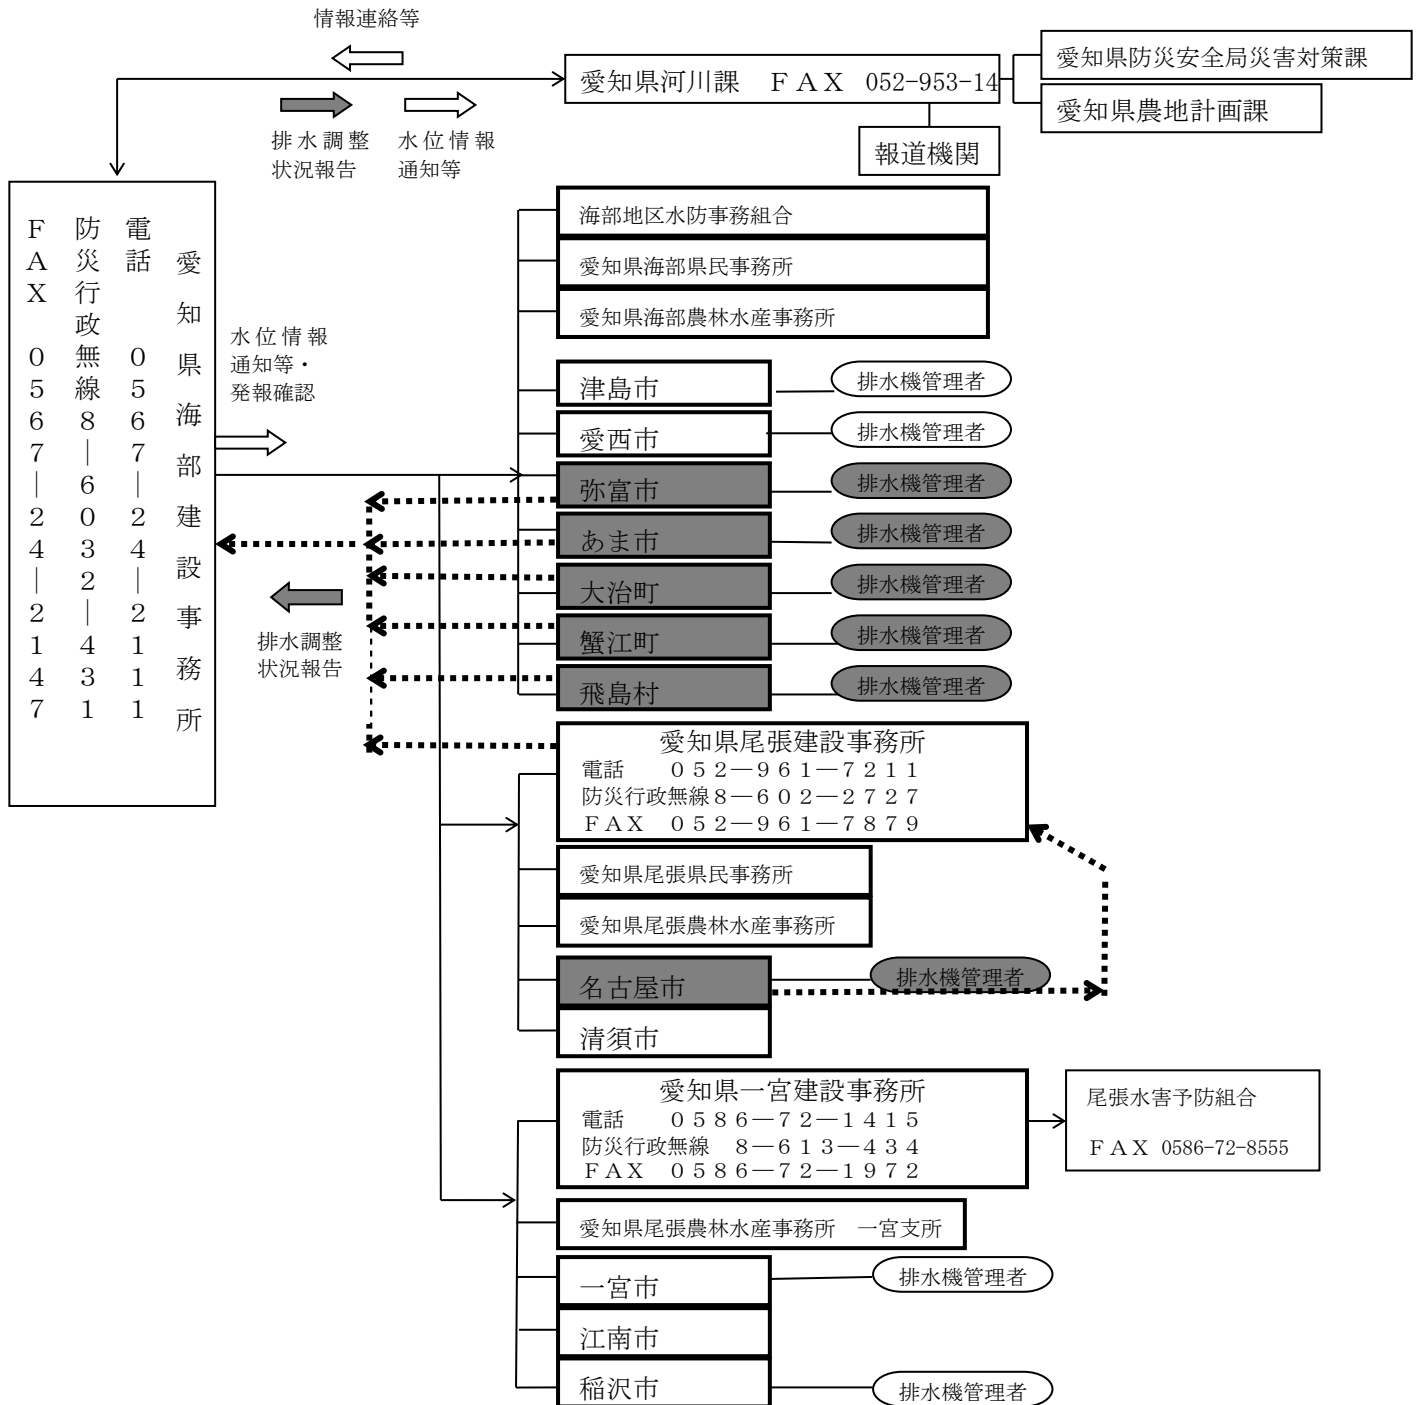 情報連絡等
愛知県河川課　ＦＡＸ　052-953-14
愛知県防災安全局災害対策課
愛知県農地計画課
報道機関
排水調整
状況報告
水位情報
通知等
愛知県海部建設事務所
電話　　０５６７―２４―２１１１
防災行政無線８―６０３２―４３１
ＦＡＸ　０５６７―２４―２１４７
水位情報
通知等・
発報確認
排水調整
状況報告
海部地区水防事務組合
愛知県海部県民事務所
愛知県海部農林水産事務所
津島市
排水機管理者
愛西市
排水機管理者
弥富市
排水機管理者
あま市
排水機管理者
大治町
排水機管理者
蟹江町
排水機管理者
飛島村
排水機管理者
愛知県尾張建設事務所
電話　　０５２―９６１―７２１１
防災行政無線８―６０２―２７２７
ＦＡＸ　０５２―９６１―７８７９
愛知県尾張県民事務所
愛知県尾張農林水産事務所
名古屋市
排水機管理者
清須市
愛知県一宮建設事務所
電話　　０５８６―７２―１４１５
防災行政無線　８―６１３―４３４
ＦＡＸ　０５８６―７２―１９７２
尾張水害予防組合
ＦＡＸ 0586-72-8555
愛知県尾張農林水産事務所　一宮支所
一宮市
排水機管理者
江南市
稲沢市
排水機管理者